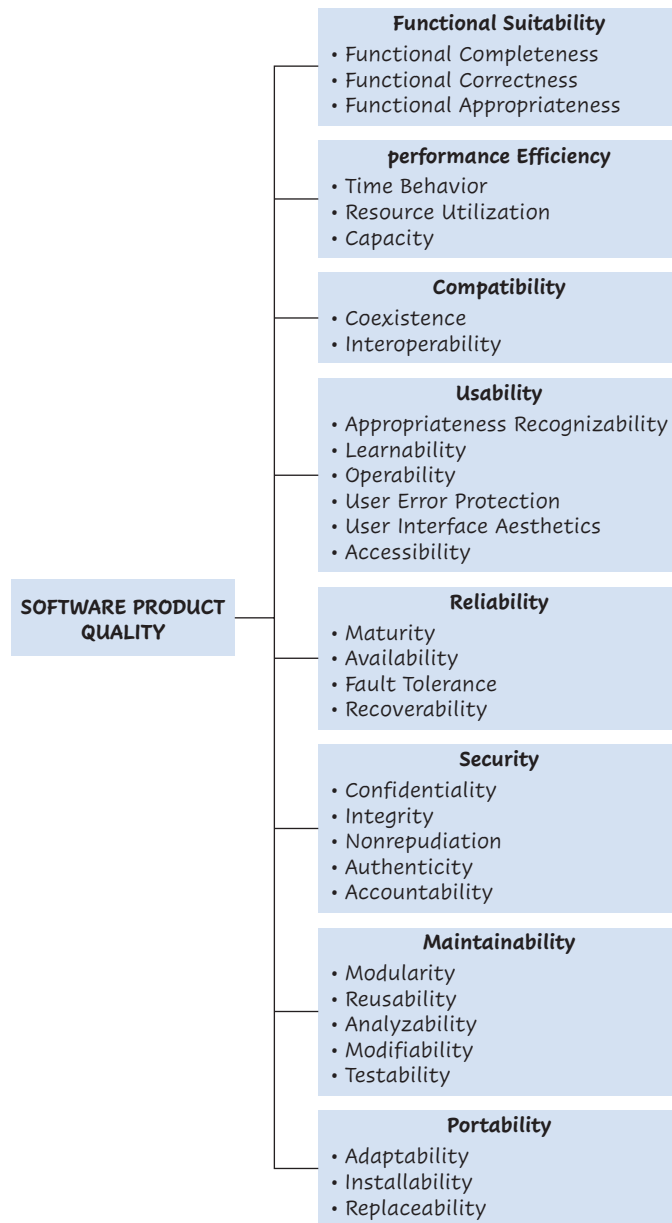 Functional Suitability
• Functional Completeness
• Functional Correctness
• Functional Appropriateness
performance Efficiency
• Time Behavior
• Resource Utilization
• Capacity
Compatibility
• Coexistence
• Interoperability
Usability
• Appropriateness Recognizability
• Learnability
• Operability
• User Error Protection
• User Interface Aesthetics
• Accessibility
SOFTWARE PRODUCT
QUALITY
Reliability
• Maturity
• Availability
• Fault Tolerance
• Recoverability
Security
• Confidentiality
• Integrity
• Nonrepudiation
• Authenticity
• Accountability
Maintainability
• Modularity
• Reusability
• Analyzability
• Modifiability
• Testability
Portability
• Adaptability
• Installability
• Replaceability